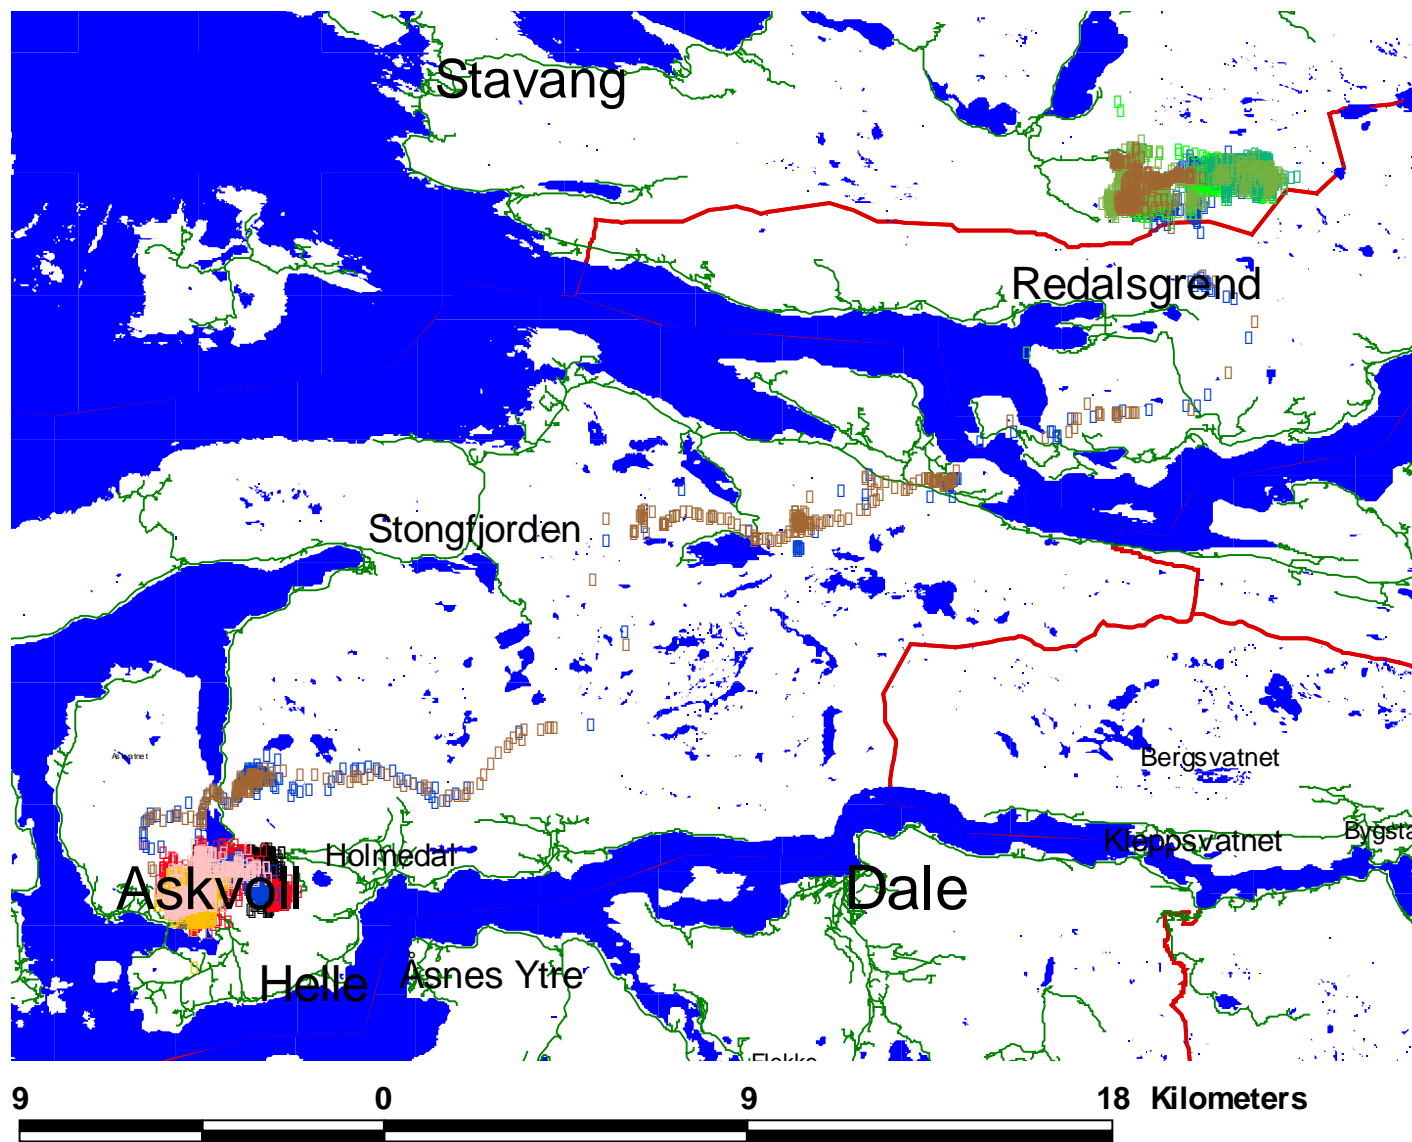 Stavang
Redalsgrend
Stongfjorden
Bergsvatnet
Kleppsvatnet
Holmedal
Askvoll
Dale
Helle
Åsnes Ytre
9 0 9 18 Kilometers